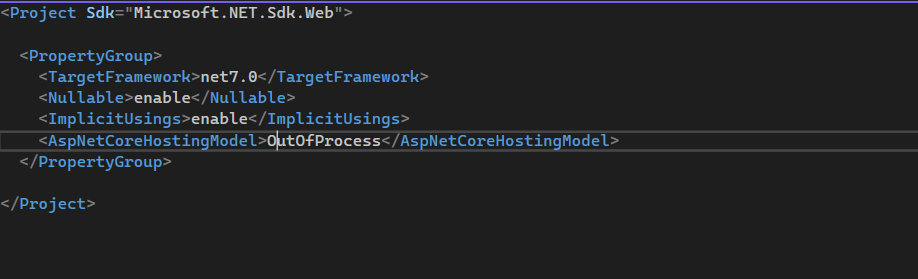 <Project Sdk="Microsoft.NET.Sdk.Web">
<PropertyGroup>
<TargetFramework>net7.0</TargetFramework>
<Nullable>enable</Nullable>
<ImplicitUsings>enable</ImplicitUsings>
<AspNetCoreHostingModel>OutOfProcess</AspNetCoreHostingModel>
</PropertyGroup>
</Project>